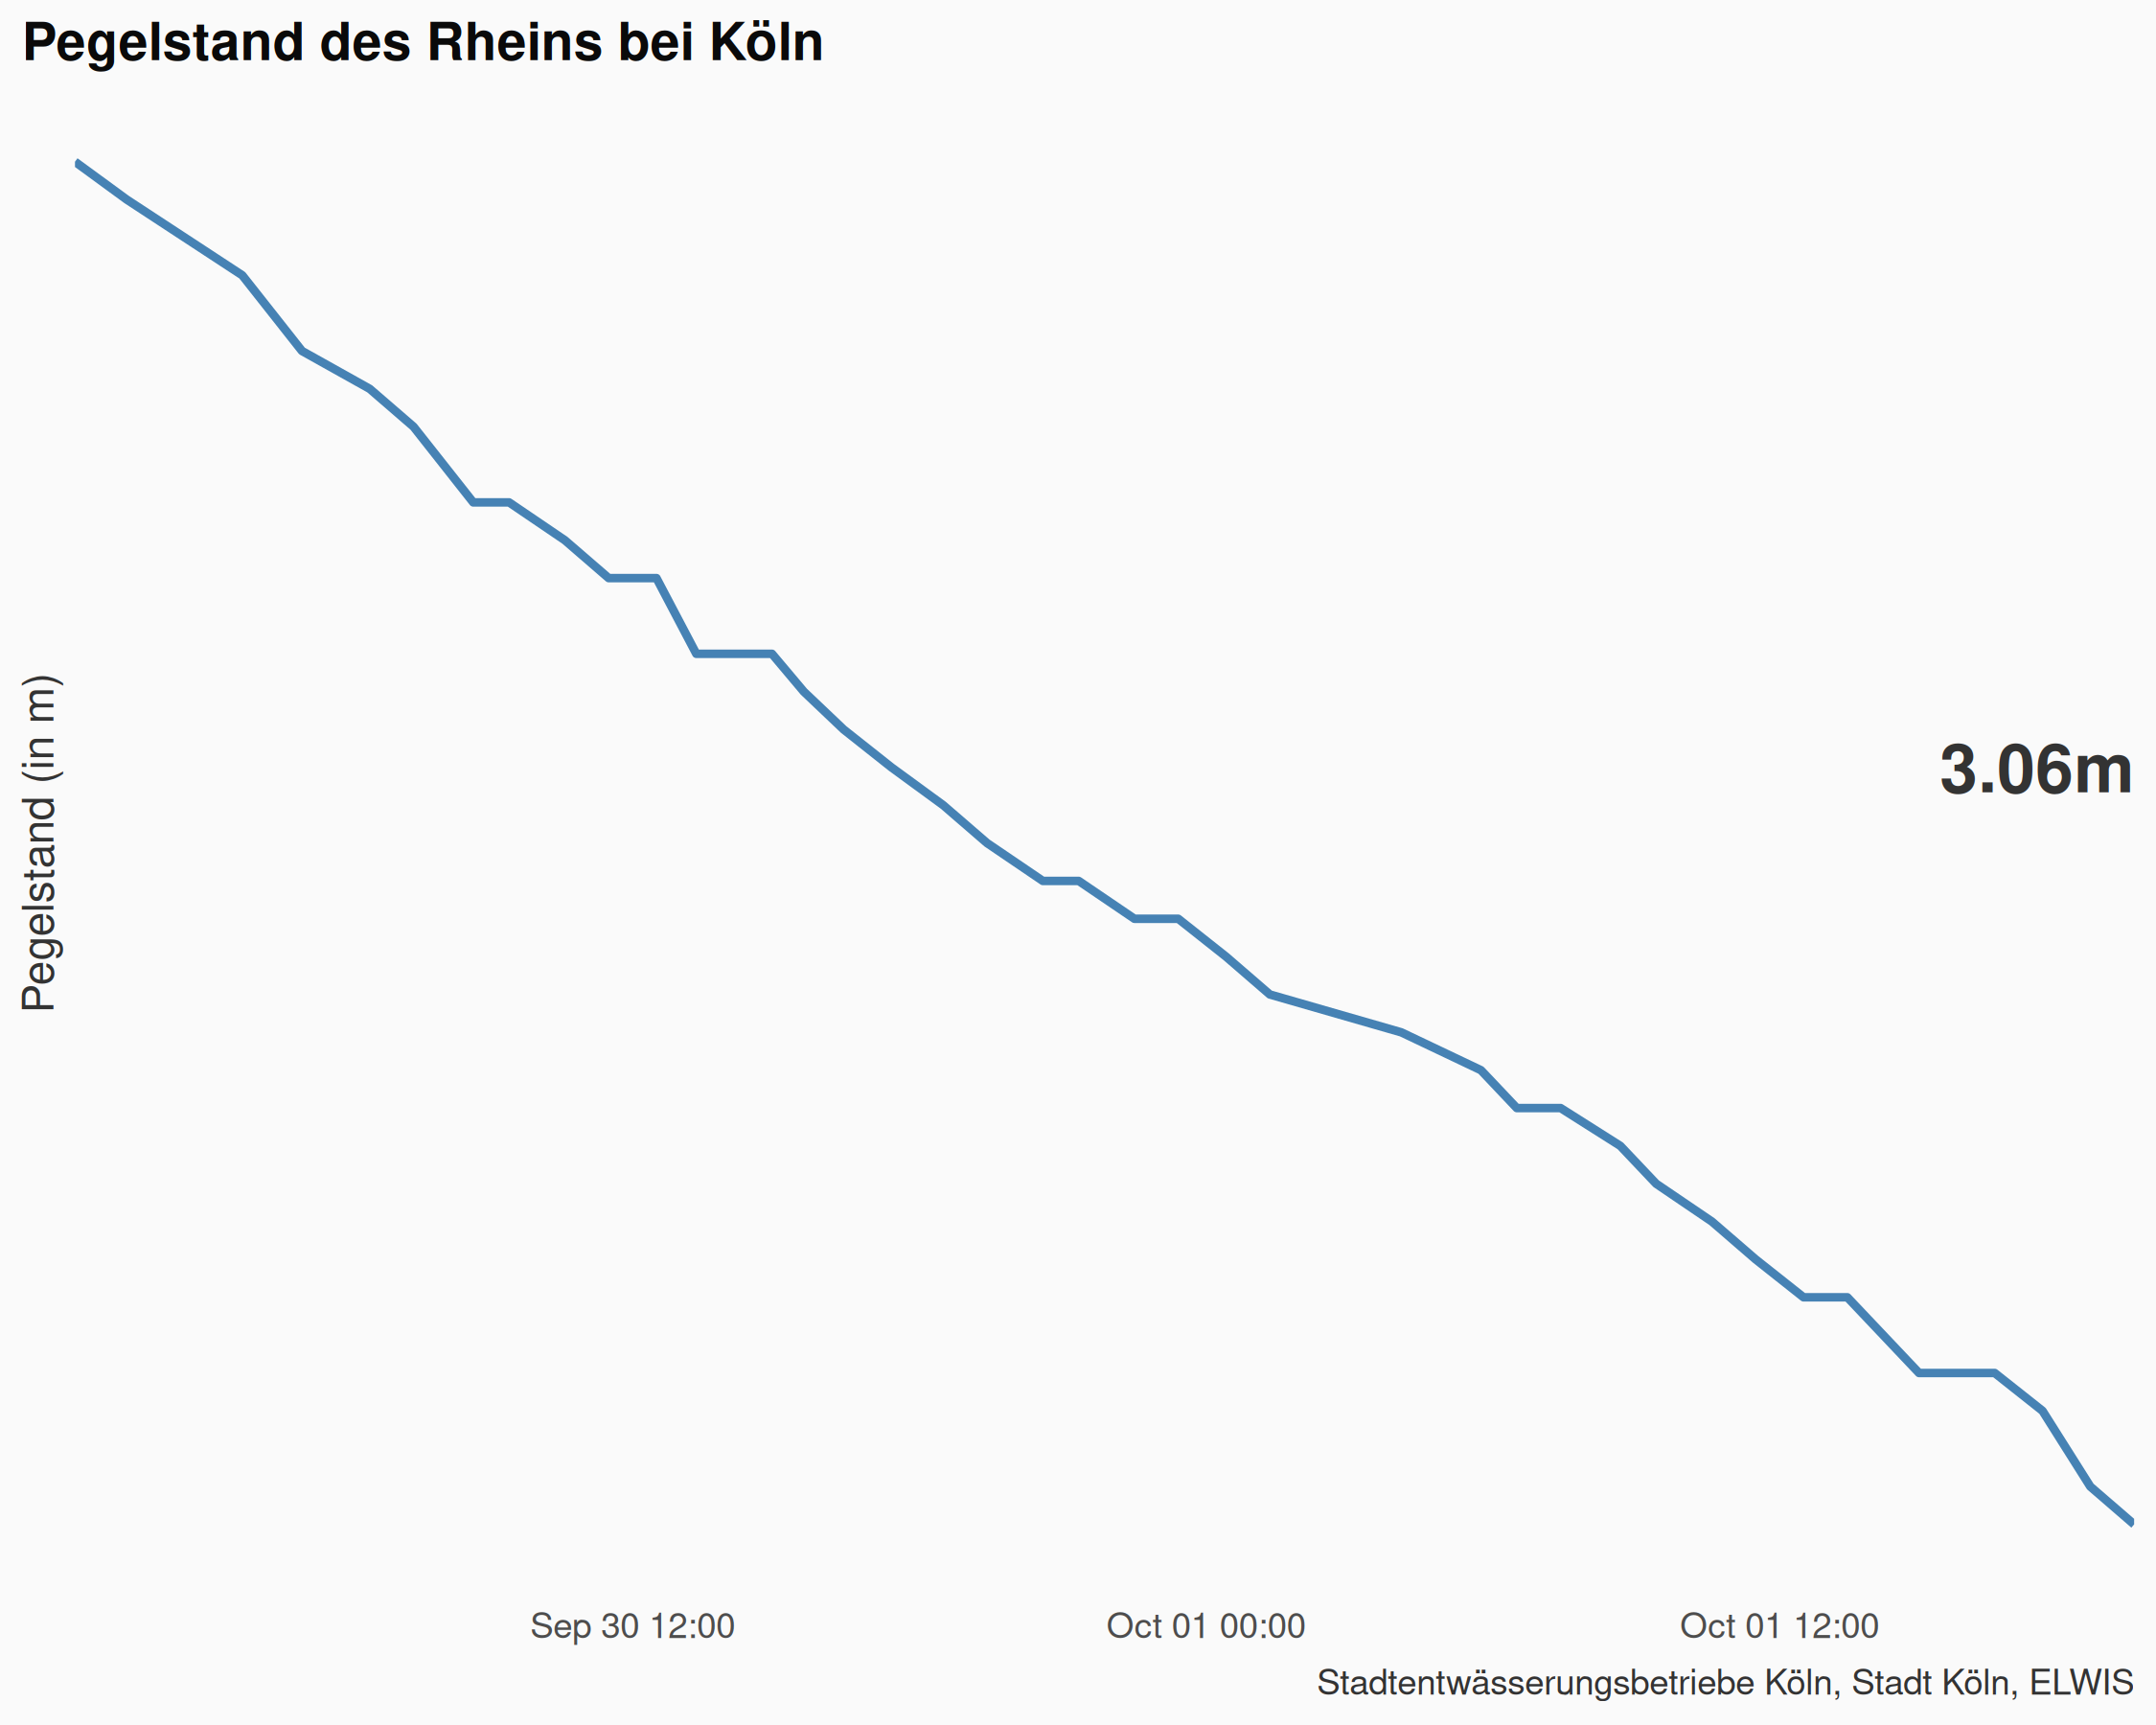 Pegelstand des Rheins bei Köln
Pegelstand (in m)
3.06m
Sep 30 12:00
Oct 01 00:00
Oct 01 12:00
Stadtentwässerungsbetriebe Köln, Stadt Köln, ELWIS